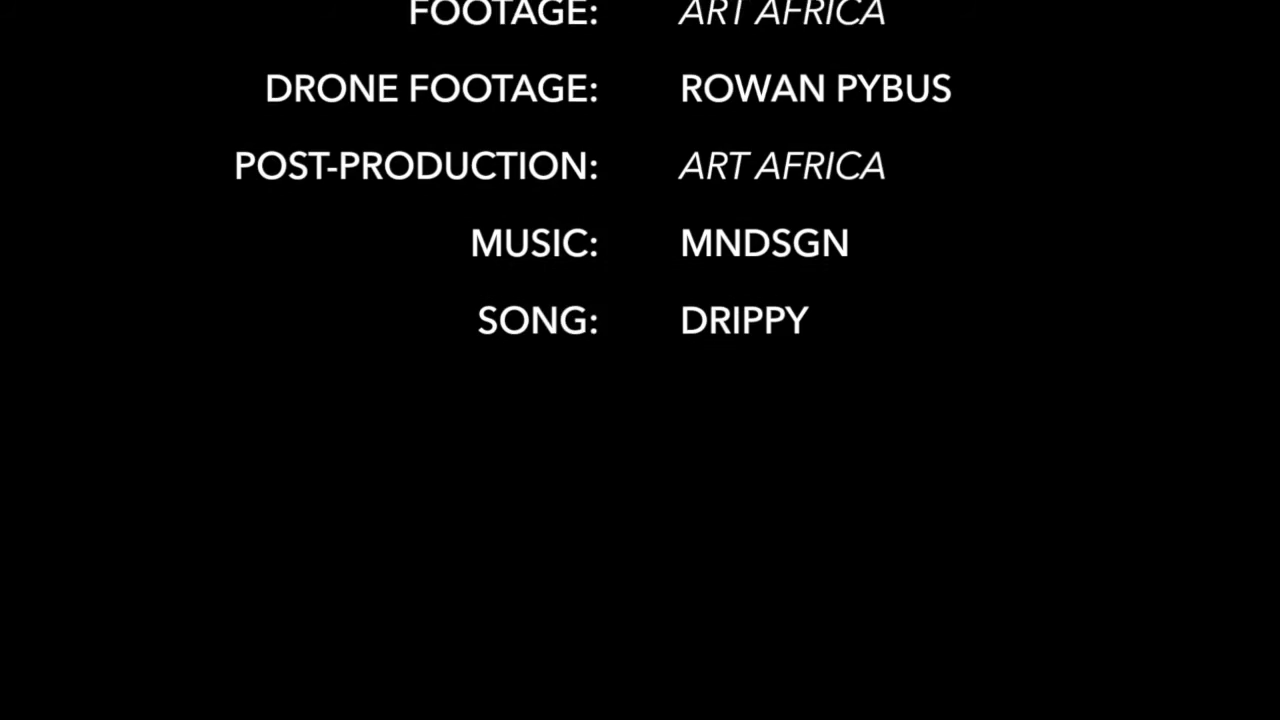 FOOTAGE: ART AFRICA
DRONE FOOTAGE: ROWAN PYBUS
POST-PRODUCTION: ART AFRICA
MUSIC: MNDSGN
SONG: DRIPPY